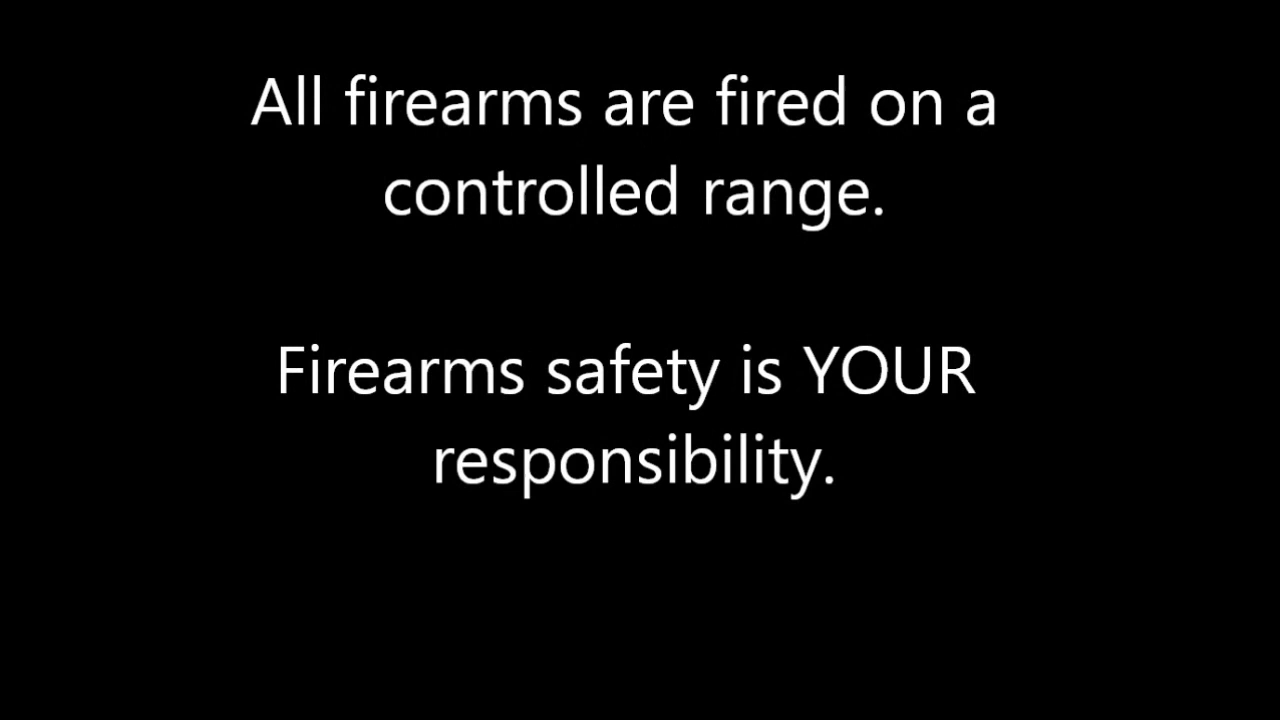 All firearms are fired on a
controlled range.
Firearms safety is YOUR
responsibility.